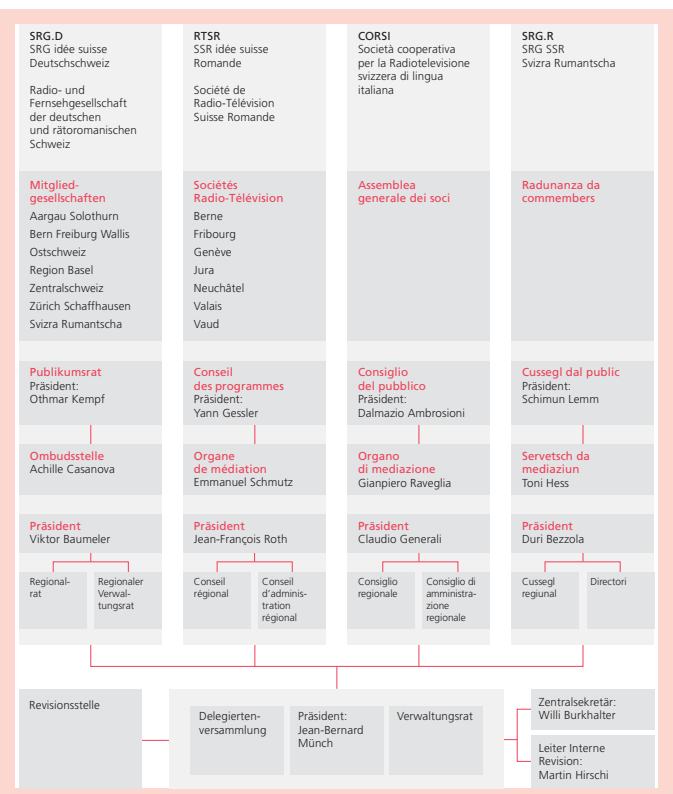 SRG.D
SRG idée suisse
Deutschschweiz
Radio- und
Fernsehgesellschaft
der deutschen
und rätoromanischen
Schweiz
RTSR
SSR idée suisse
Romande
Société de
Radio-Télévision
Suisse Romande
CORSI
Società cooperativa
per la Radiotelevisione
svizzera di lingua
italiana
SRG.R
SRG SSR
Svizra Rumantscha
Mitglied-
gesellschaften
Aargau Solothurn
Bern Freiburg Wallis
Ostschweiz
Region Basel
Zentralschweiz
Zürich Schaffhausen
Svizra Rumantscha
Sociétés
Radio-Télévision
Berne
Fribourg
Genève
Jura
Neuchâtel
Valais
Vaud
Assemblea
generale dei soci
Radunanza da
commembers
Publikumsrat
Präsident:
Othmar Kempf
Conseil
des programmes
Président:
Yann Gessler
Consiglio
del pubblico
Präsident:
Dalmazio Ambrosioni
Cussegl dal public
Präsident:
Schimun Lemm
Ombudsstelle
Achille Casanova
Organe
de médiation
Emmanuel Schmutz
Organo
di mediazione
Gianpiero Raveglia
Servetsch da
mediaziun
Toni Hess
Präsident
Viktor Baumeler
Präsident
Jean-François Roth
Präsident
Claudio Generali
Präsident
Duri Bezzola
Regional-
rat
Regionaler
Verwal-
tungsrat
Conseil
régional
Conseil
d'adminis-
tration
régional
Consiglio
regionale
Consiglio di
amministra-
zione
regionale
Cussegl
regiunal
Directori
Revisionsstelle
Delegierten-
versammlung
Präsident:
Jean-Bernard
Münch
Verwaltungsrat
Zentralsekretär:
Willi Burkhalter
Leiter Interne
Revision:
Martin Hirschi